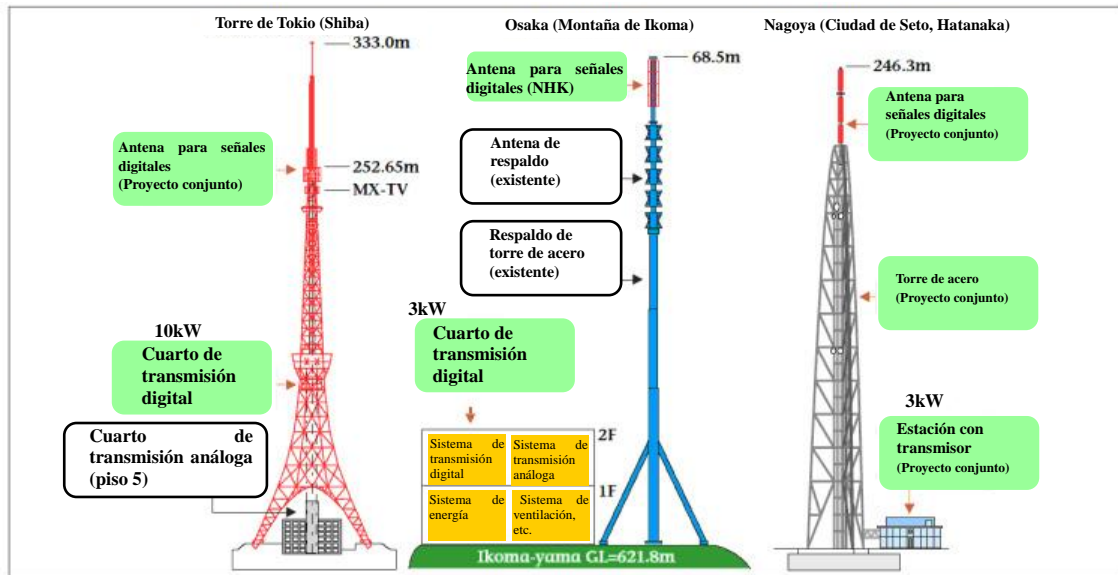 Torre de Tokio (Shiba)
333.0m
Antena para señales
digitales
(Proyecto conjunto)
252.65m
MX-TV
10kW
Cuarto de
transmisión
digital
Cuarto de
transmisión análoga
(piso 5)
Osaka (Montaña de Ikoma)
68.5m
Antena para señales
digitales (NHK)
Antena de
respaldo
(existente)
Respaldo de
torre de acero
(existente)
3kW
Cuarto de
transmisión
digital
2F
Sistema de
transmisión
digital
Sistema de
transmisión
análoga
1F
Sistema de
energía
Sistema de
ventilación,
etc.
Ikoma-yama GL=621.8m
Nagoya (Ciudad de Seto, Hatanaka)
246.3m
Antena para
señales digitales
(Proyecto conjunto)
Torre de acero
(Proyecto conjunto)
3kW
Estación con
transmisor
(Proyecto conjunto)